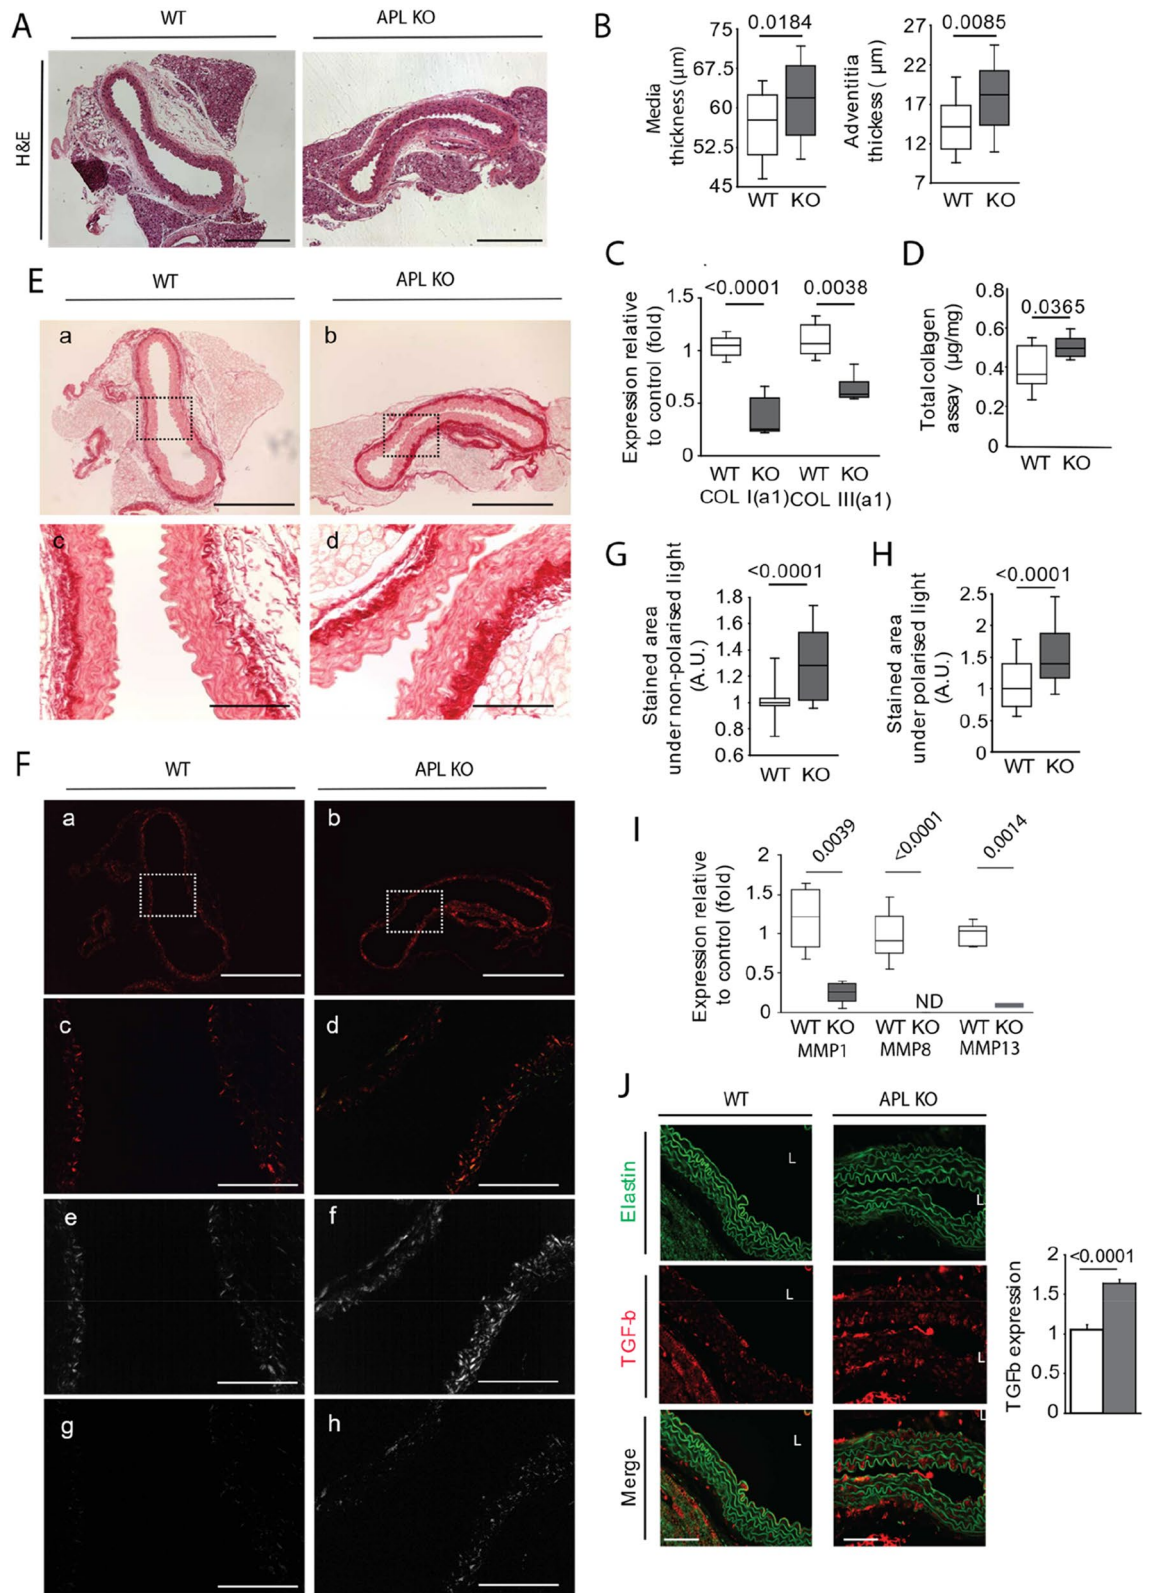 A
WT
APL KO
H&E
B
Media
thickness (µm)
75
67.5
60
52.5
45
0.0184
WT KO
Adventitia
thickess ( µm)
27
22
17
12
7
0.0085
WT KO
C
Expression relative
to control (fold)
1.5
1
0.5
0
<0.0001
0.0038
WT KO WT KO
COL I(a1) COL III(a1)
D
Total collagen
assay (µg/mg)
0.8
0.6
0.4
0.2
0
0.0365
WT KO
E
WT
APL KO
a
b
c
d
G
Stained area
under non-polarised light
(A.U.)
<0.0001
1.8
1.6
1.4
1.2
1
0.8
0.6
WT KO
H
Stained area
under polarised light
(A.U.)
<0.0001
2.5
2
1.5
1
0.5
0
WT KO
F
WT
APL KO
a
b
c
d
e
f
g
h
I
Expression relative
to control (fold)
2
1.5
1
0.5
0
0.0039
<0.0001
0.0014
ND
WT KO WT KO WT KO
MMP1 MMP8 MMP13
J
WT
APL KO
Elastin
L
L
TGF-b
L
L
Merge
L
L
TGFb expression
2
1.5
1
0.5
0
<0.0001